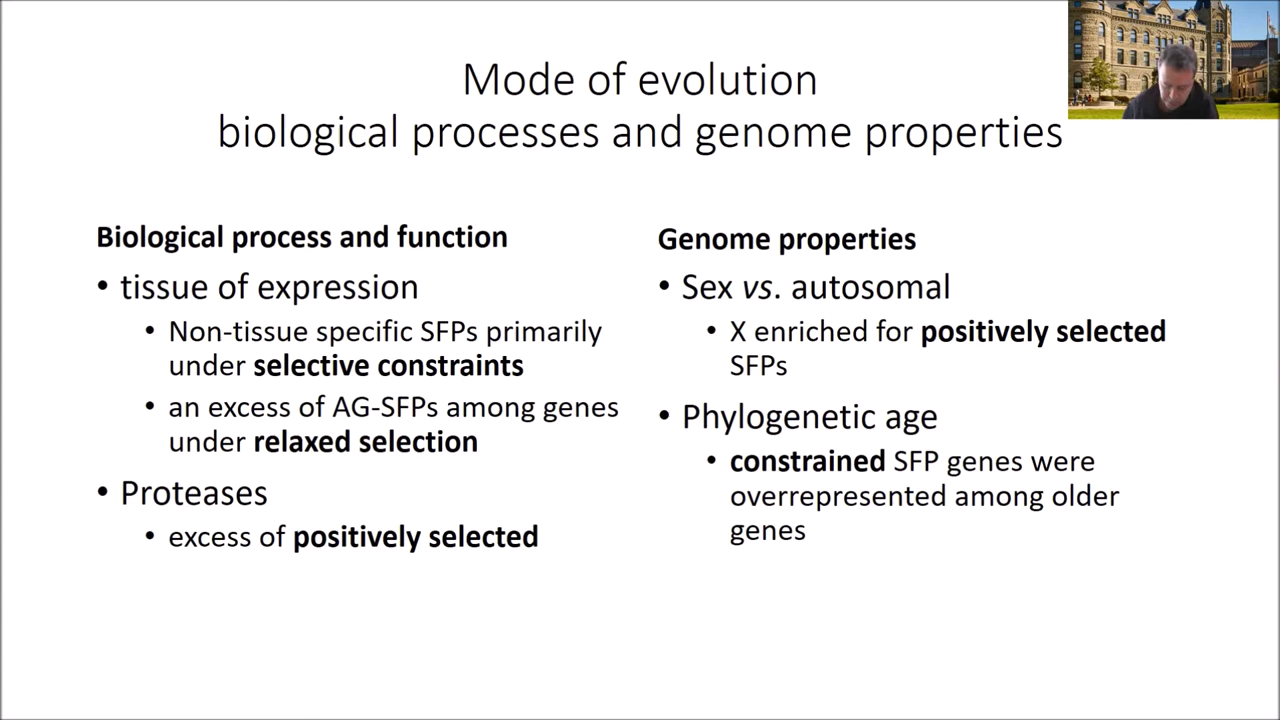 Mode of evolution
biological processes and genome properties
Biological process and function
• tissue of expression
• Non-tissue specific SFPs primarily
under selective constraints
• an excess of AG-SFPs among genes
under relaxed selection
• Proteases
• excess of positively selected
Genome properties
• Sex vs. autosomal
• X enriched for positively selected
SFPs
• Phylogenetic age
• constrained SFP genes were
overrepresented among older
genes